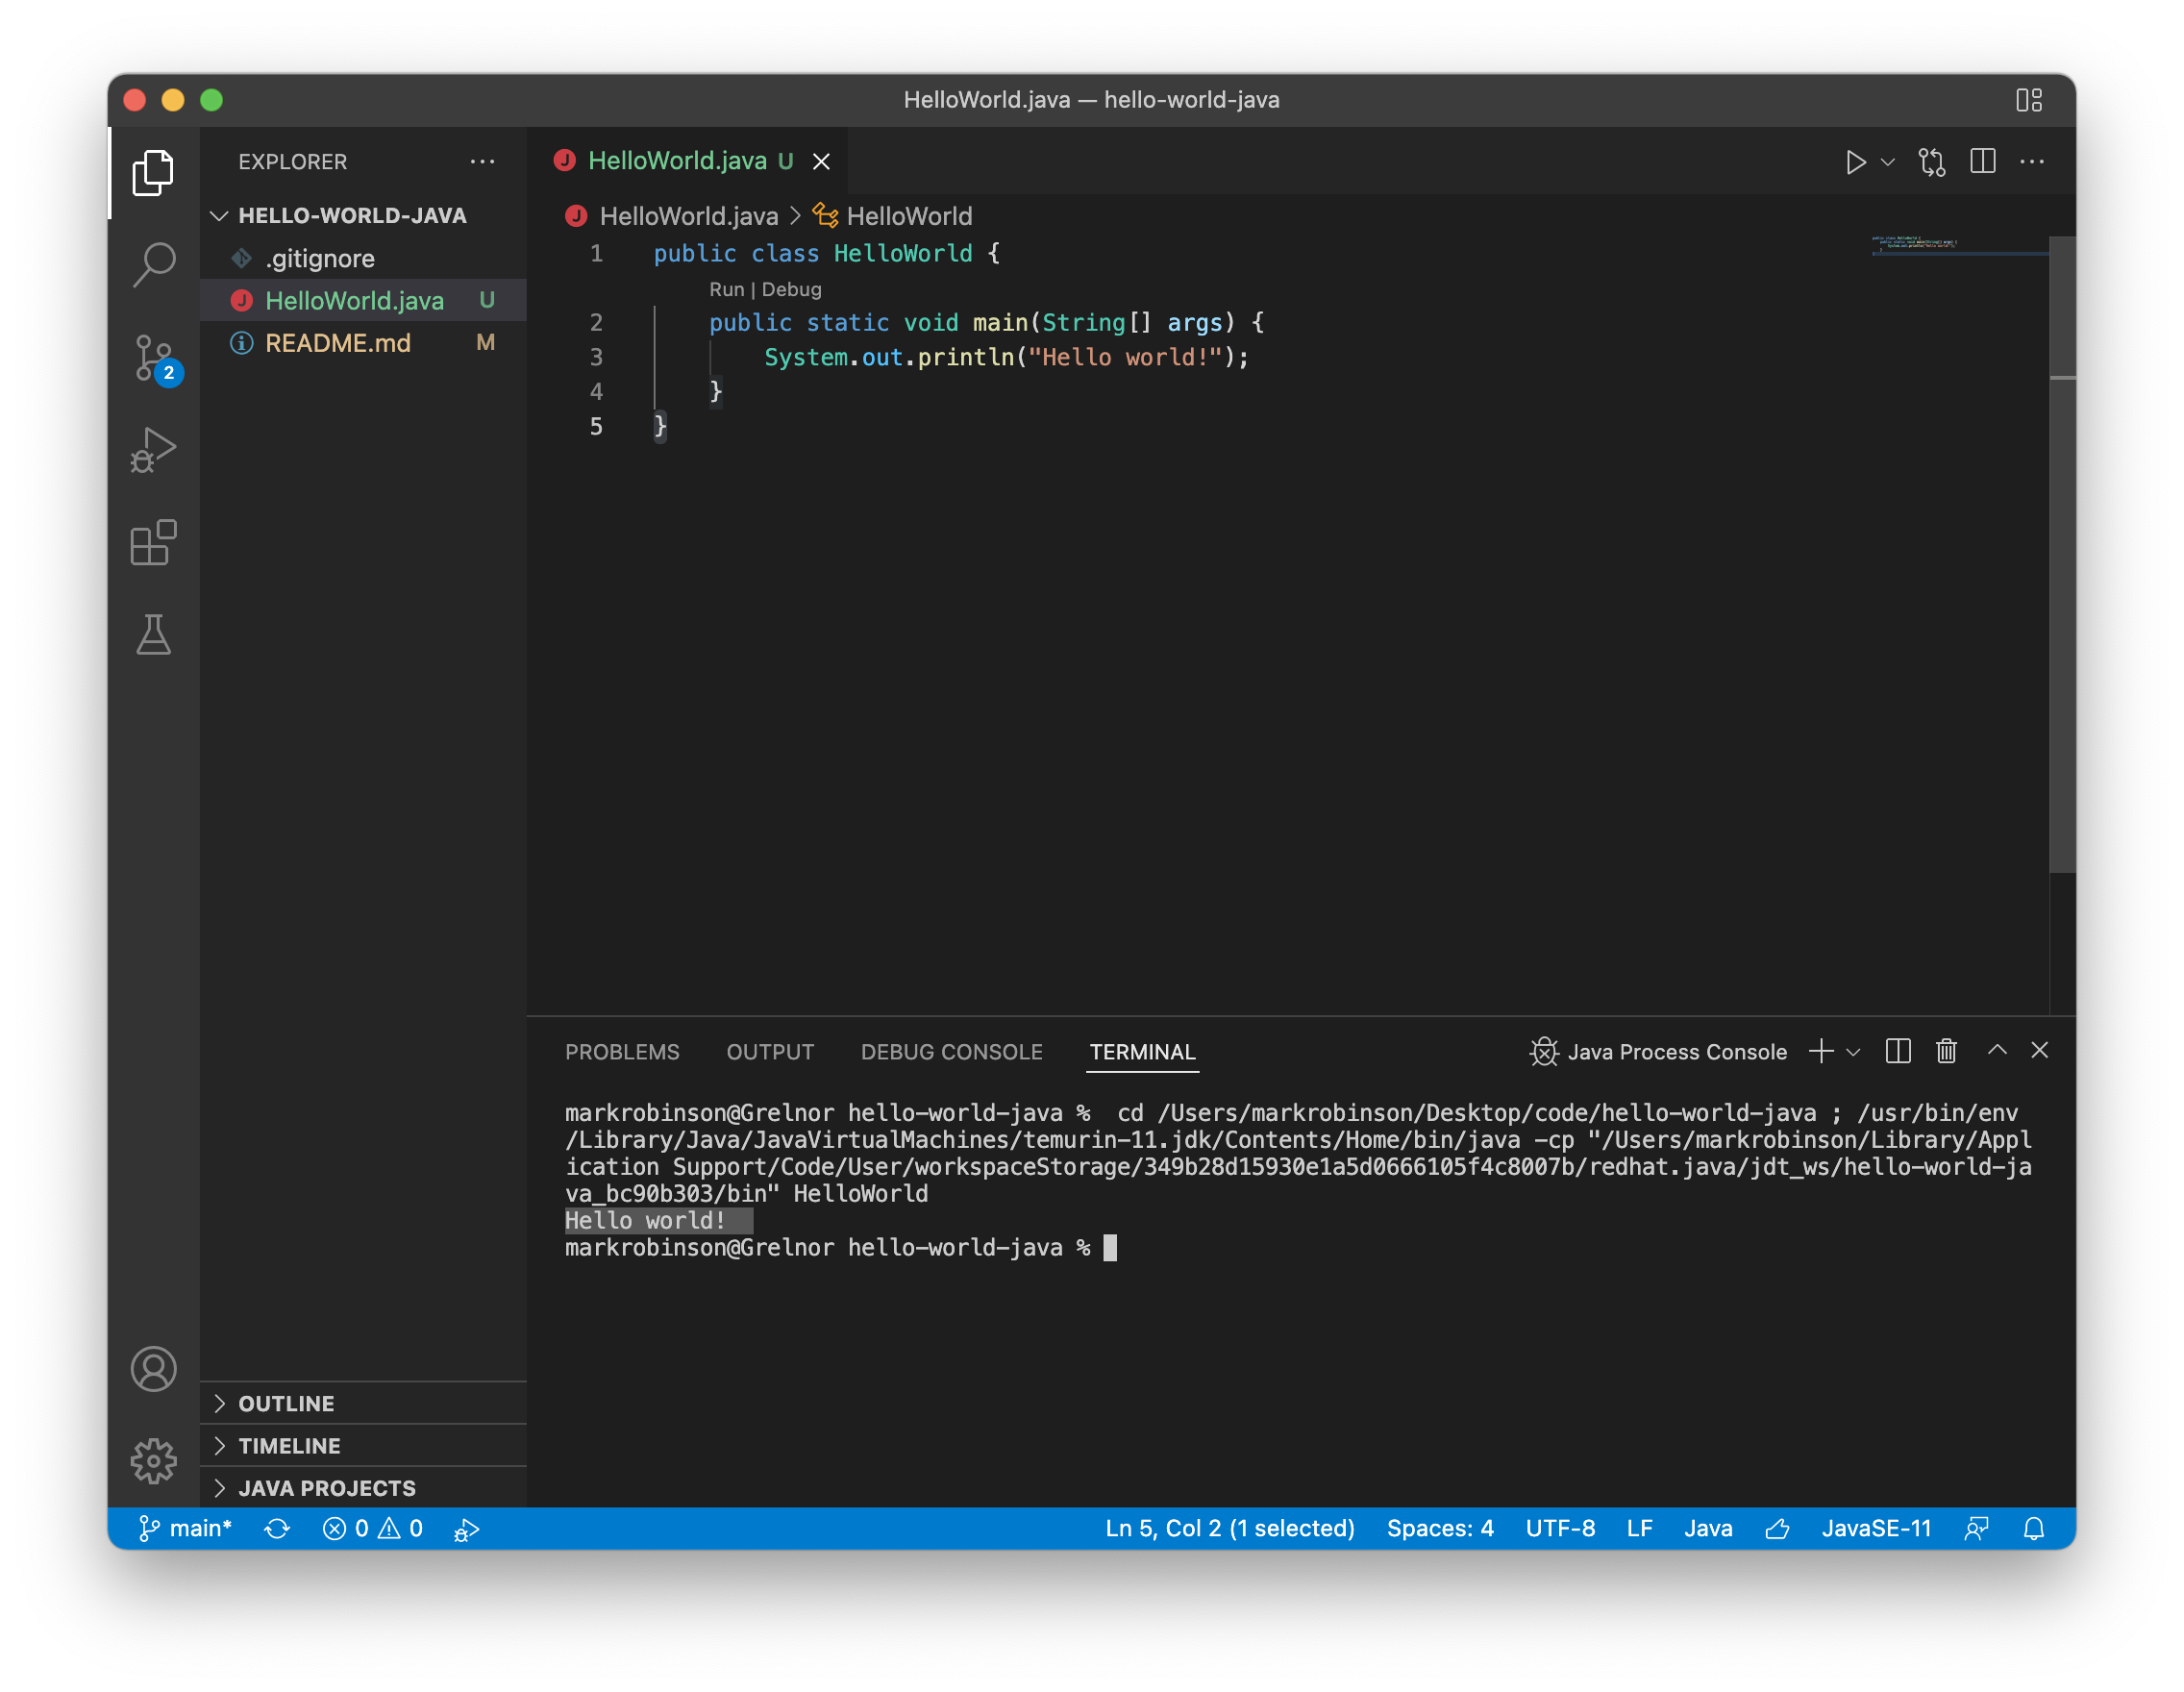 HelloWorld.java — hello-world-java
EXPLORER
HELLO-WORLD-JAVA
.gitignore
HelloWorld.java U
README.md M
2
HelloWorld.java U
HelloWorld.java > HelloWorld
1 public class HelloWorld {
Run | Debug
2 public static void main(String[] args) {
3 System.out.println("Hello world!");
4 }
5 }
PROBLEMS OUTPUT DEBUG CONSOLE TERMINAL Java Process Console
markrobinson@Grelnor hello-world-java %  cd /Users/markrobinson/Desktop/code/hello-world-java ; /usr/bin/env
/Library/Java/JavaVirtualMachines/temurin-11.jdk/Contents/Home/bin/java -cp "/Users/markrobinson/Library/Appl
ication Support/Code/User/workspaceStorage/349b28d15930e1a5d0666105f4c8007b/redhat.java/jdt_ws/hello-world-ja
va_bc90b303/bin" HelloWorld
Hello world!
markrobinson@Grelnor hello-world-java %
OUTLINE
TIMELINE
JAVA PROJECTS
main* 0 0 Ln 5, Col 2 (1 selected) Spaces: 4 UTF-8 LF Java JavaSE-11